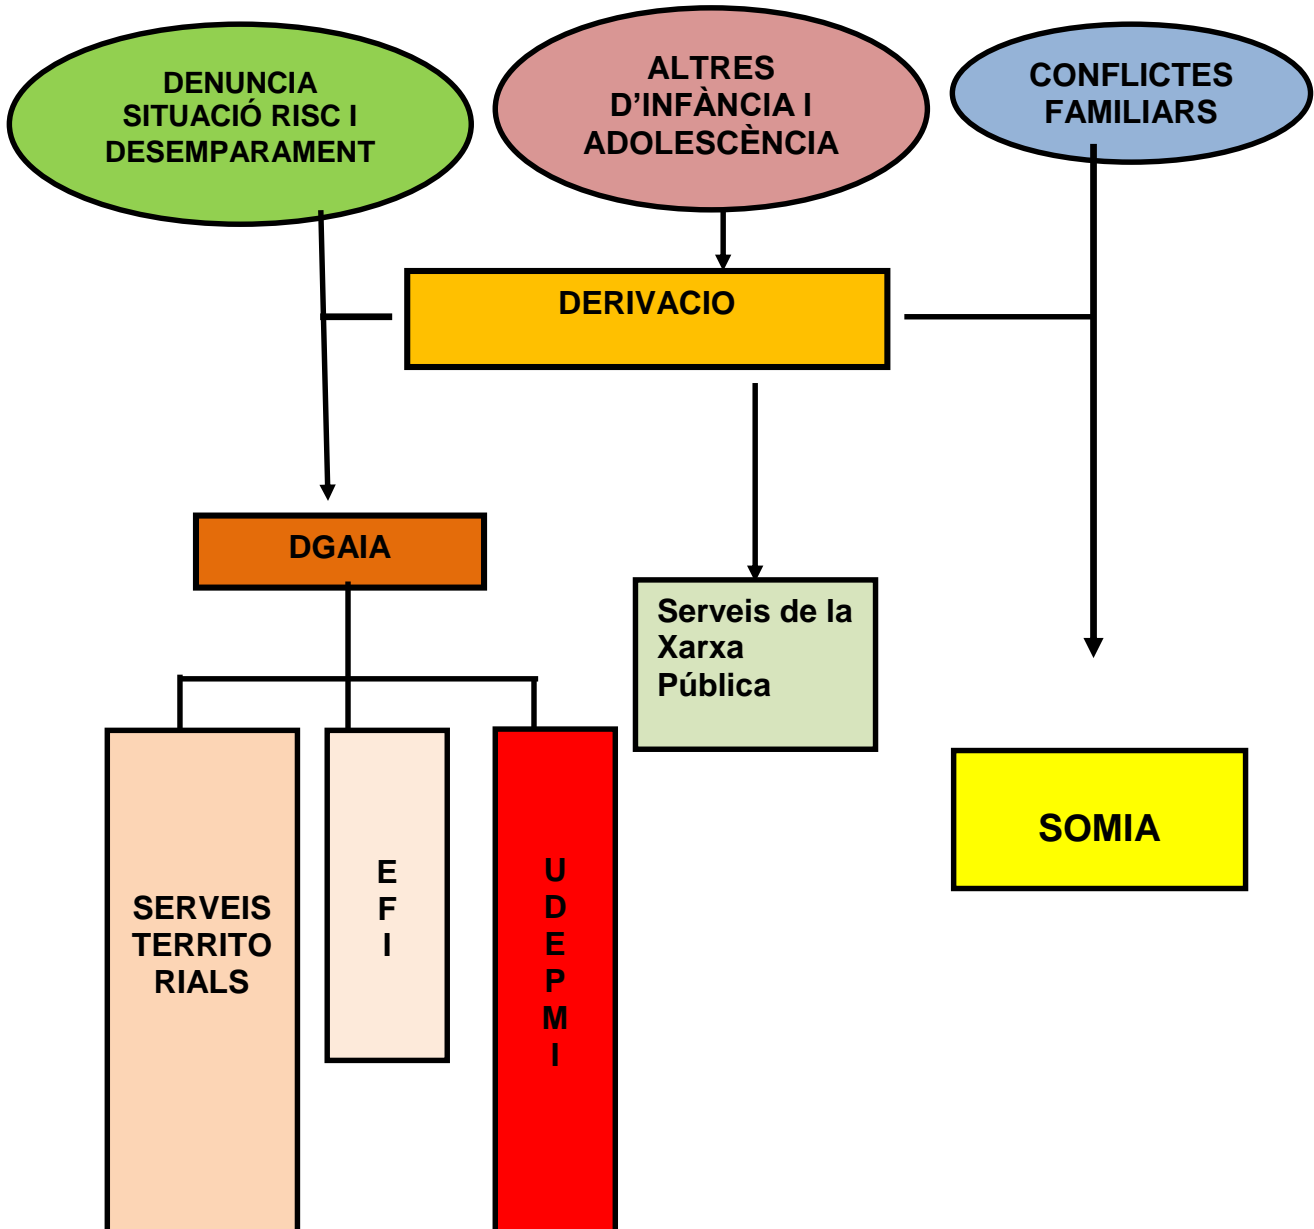 DENUNCIA
SITUACIÓ RISC I
DESEMPARAMENT
ALTRES
D’INFÀNCIA I
ADOLESCÈNCIA
CONFLICTES
FAMILIARS
DERIVACIO
DGAIA
Serveis de la
Xarxa
Pública
SERVEIS
TERRITO
RIALS
E
F
I
U
D
E
P
M
I
SOMIA